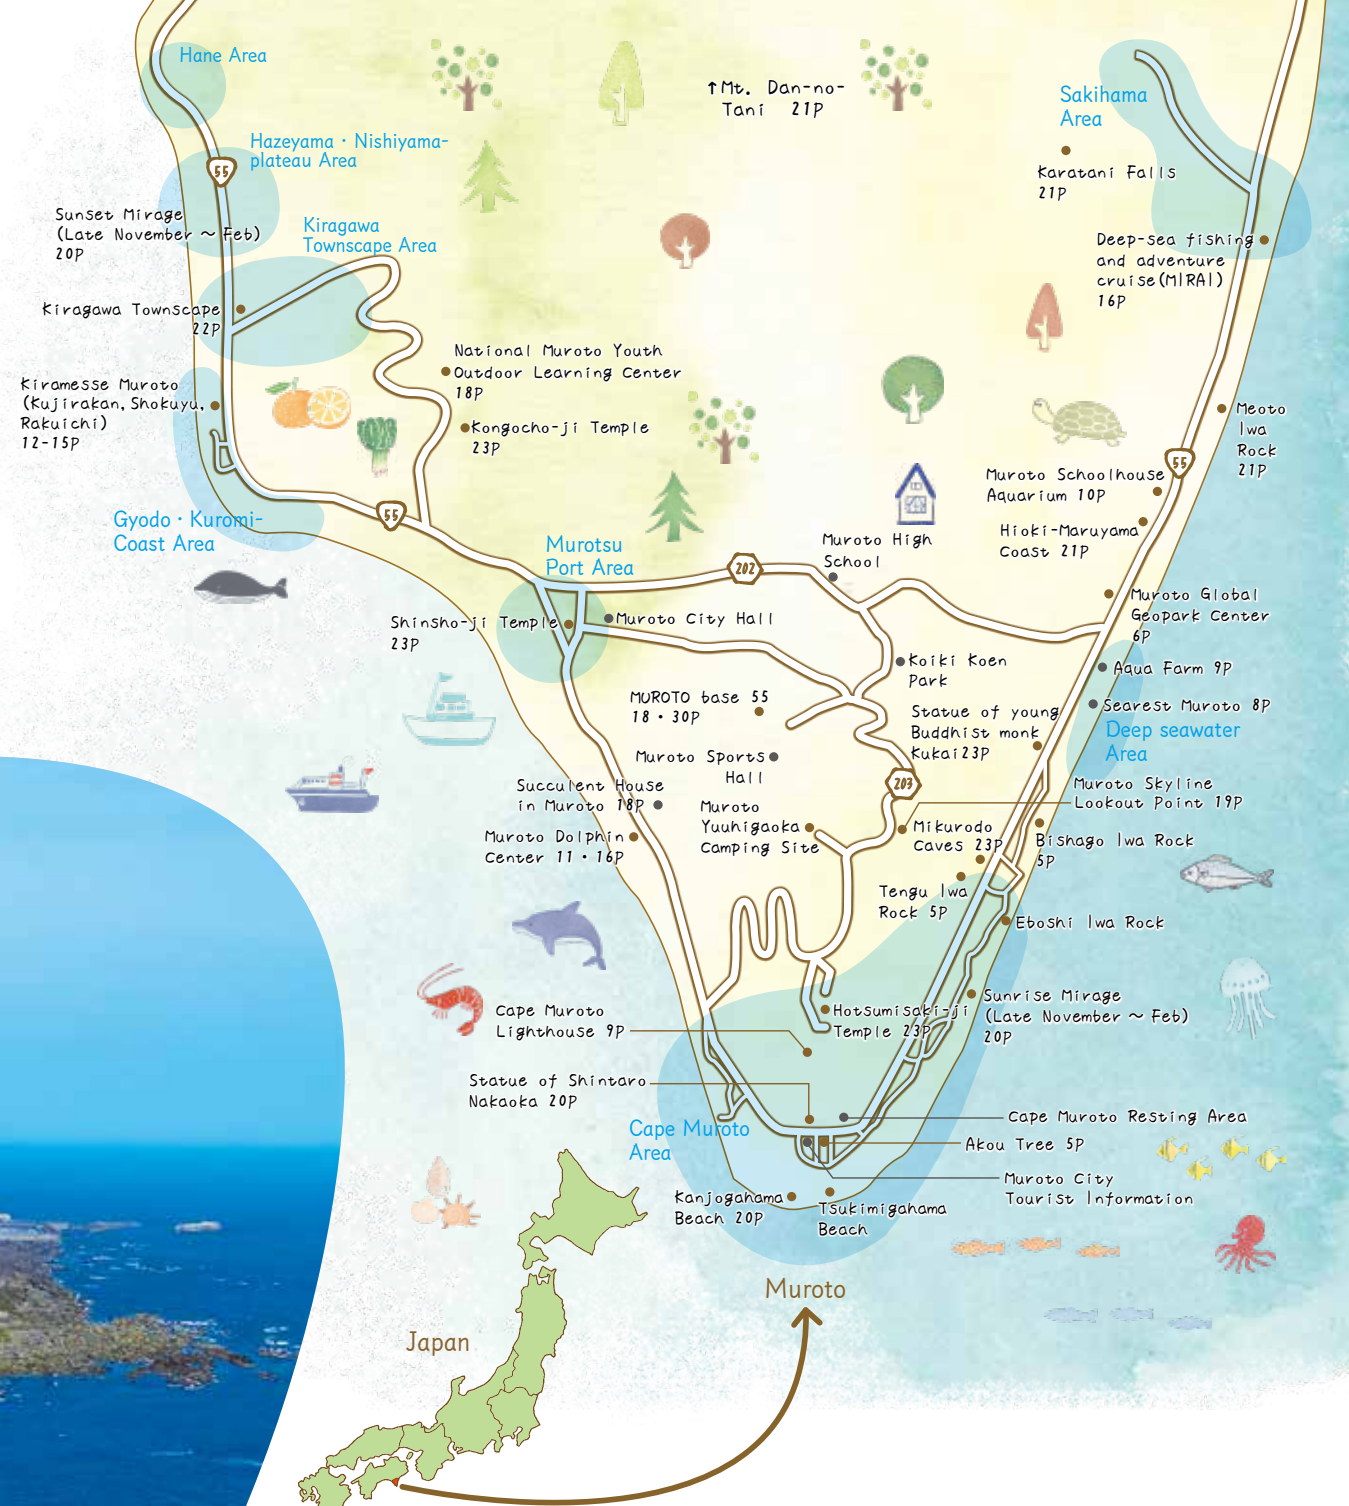 Hane Area
↑Mt. Dan-no-
Tani 21P
Sakihama
Area
Hazeyama・Nishiyama-
plateau Area
55
Karatani Falls
21P
Sunset Mirage
(Late November ～ Feb)
20P
Kiragawa
Townscape Area
Deep-sea fishing
and adventure
cruise(MIRAI)
16P
Kiragawa Townscape
22P
National Muroto Youth
Outdoor Learning Center
18P
Kiramesse Muroto
(Kujirakan, Shokuyu,
Rakuichi)
12-15P
Kongocho-ji Temple
23P
Meoto
Iwa
Rock
21P
55
Muroto Schoolhouse
Aquarium 10P
Gyodo・Kuromi-
Coast Area
55
Hioki-Maruyama
Coast 21P
Murotsu
Port Area
202
Muroto High
School
Muroto Global
Geopark Center
6P
Shinsho-ji Temple
23P
Muroto City Hall
Koiki Koen
Park
Aqua Farm 9P
MUROTO base 55
18・30P
Statue of young
Buddhist monk
Kukai 23P
Searest Muroto 8P
Deep seawater
Area
Muroto Sports
Hall
203
Muroto Skyline
Lookout Point 19P
Succulent House
in Muroto 18P
Muroto
Yuuhigaoka
Camping Site
Mikurodo
Caves 23P
Muroto Dolphin
Center 11・16P
Bishago Iwa Rock
5P
Tengu Iwa
Rock 5P
Eboshi Iwa Rock
Cape Muroto
Lighthouse 9P
Hotsumisaki-ji
Temple 23P
Sunrise Mirage
(Late November ～ Feb)
20P
Statue of Shintaro
Nakaoka 20P
Cape Muroto
Area
Cape Muroto Resting Area
Akou Tree 5P
Muroto City
Tourist Information
Kanjogahama
Beach 20P
Tsukimigahama
Beach
Muroto
Japan